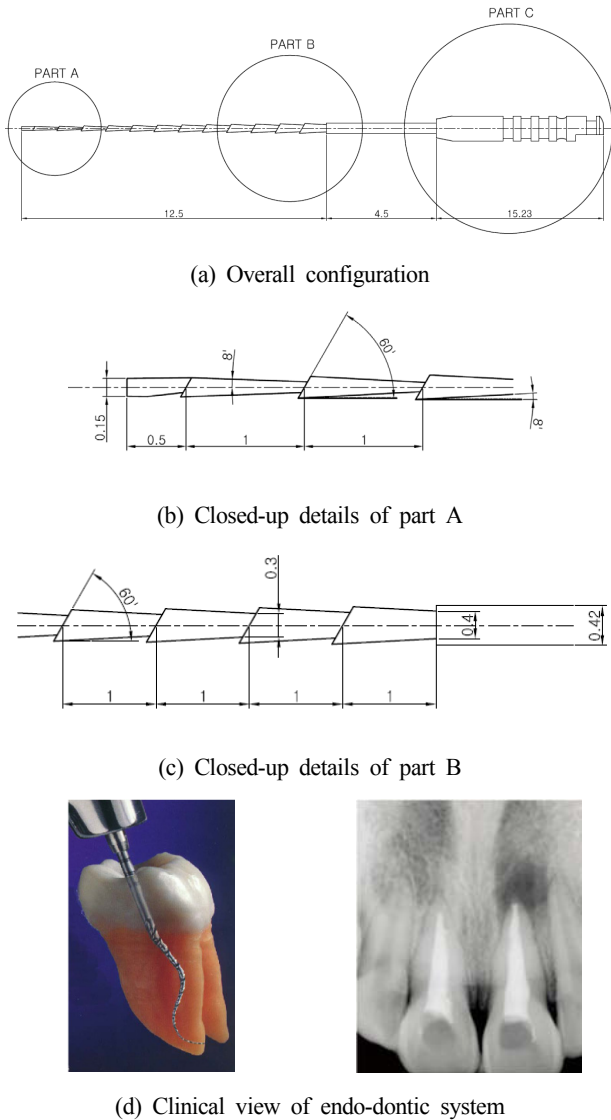 PART A
PART B
PART C
12.5
4.5
15.23
(a) Overall configuration
8'
60'
0.15
0.5
1
1
8'
(b) Closed-up details of part A
60'
0.3
0.4
0.42
1
1
1
1
(c) Closed-up details of part B
(d) Clinical view of endo-dontic system